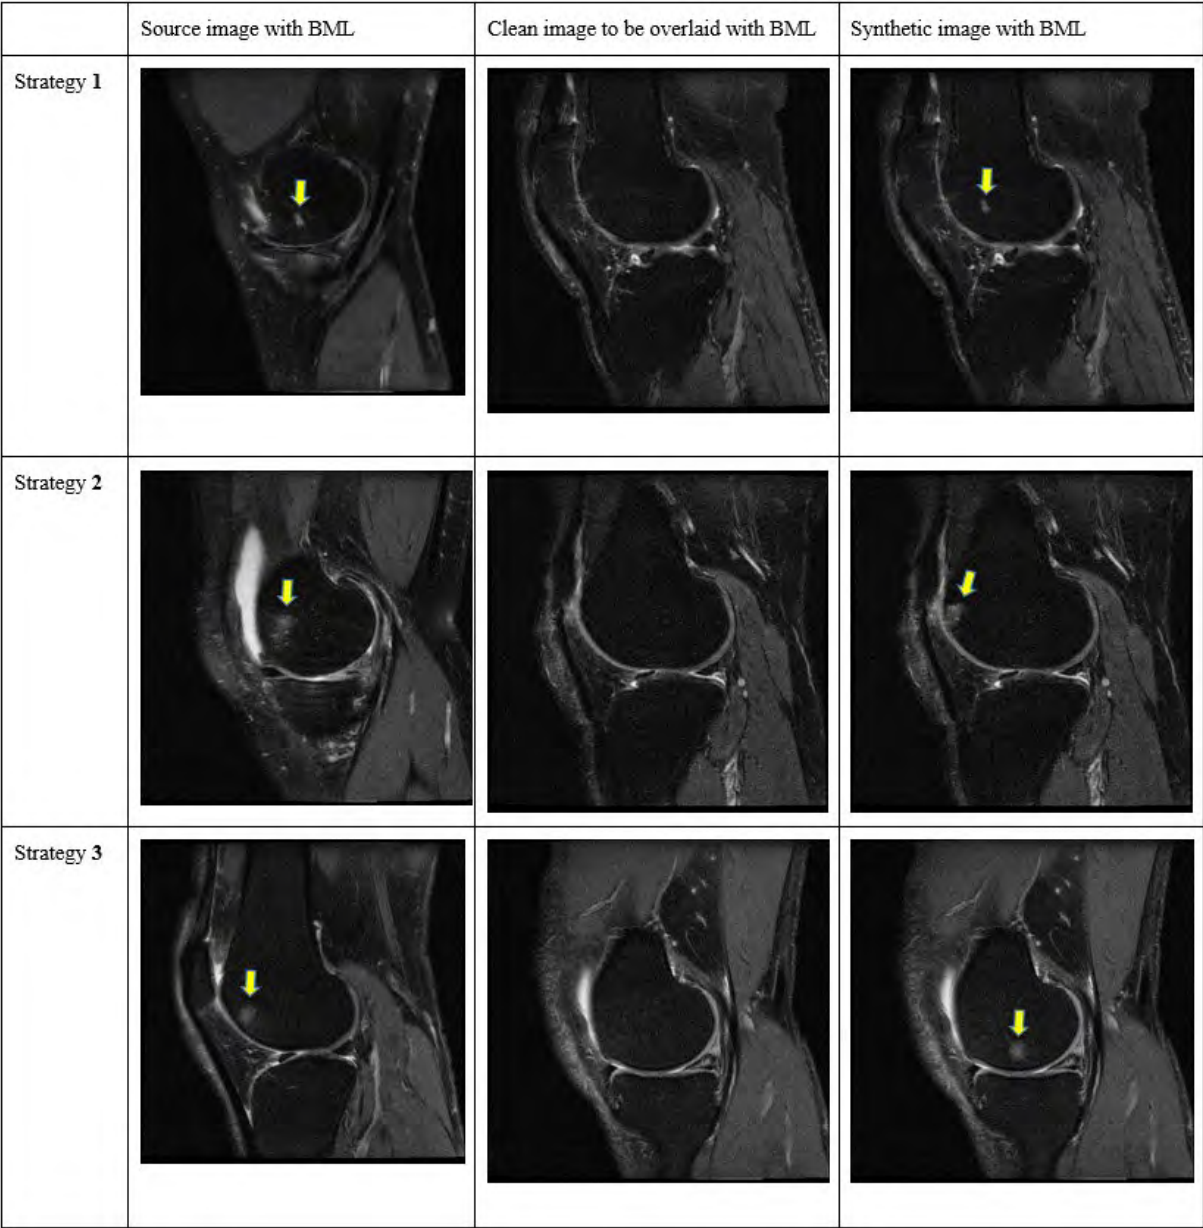 Source image with BML
Clean image to be overlaid with BML
Synthetic image with BML
Strategy 1
Strategy 2
Strategy 3